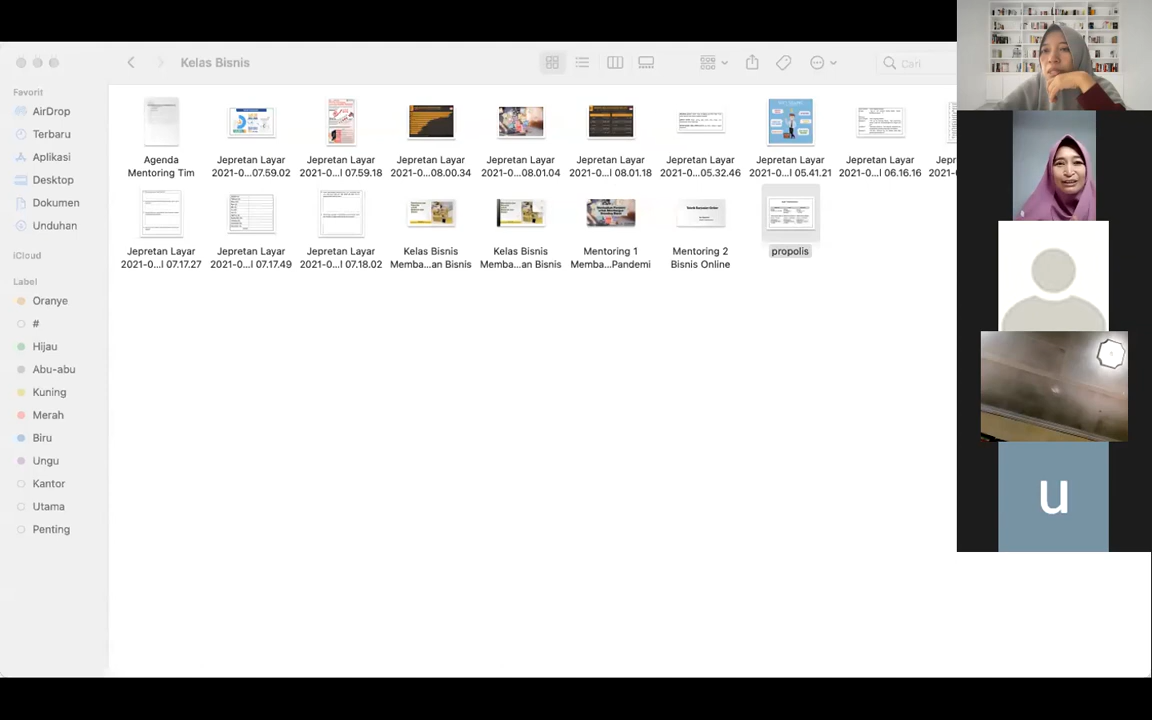 Kelas Bisnis
Cari
Favorit
AirDrop
Terbaru
Aplikasi
Desktop
Dokumen
Unduhan
iCloud
Label
Oranye
#
Hijau
Abu-abu
Kuning
Merah
Biru
Ungu
Kantor
Utama
Penting
Agenda
Mentoring Tim
Jepretan Layar
2021-0...07.59.02
Jepretan Layar
2021-0...l 07.59.18
Jepretan Layar
2021-0...08.00.34
Jepretan Layar
2021-0...l 08.01.04
Jepretan Layar
2021-0...l 08.01.18
Jepretan Layar
2021-0...05.32.46
Jepretan Layar
2021-0...l 05.41.21
Jepretan Layar
2021-0...l 06.16.16
Jepretan Layar
2021-0...l 07.17.27
Jepretan Layar
2021-0...l 07.17.49
Jepretan Layar
2021-0...l 07.18.02
Kelas Bisnis
Memba...an Bisnis
Kelas Bisnis
Memba...an Bisnis
Mentoring 1
Memba...Pandemi
Mentoring 2
Bisnis Online
propolis
u